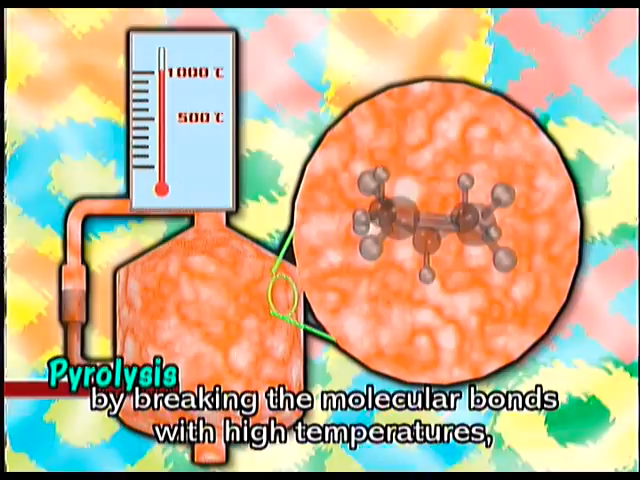 1000℃
500℃
Pyrolysis
by breaking the molecular bonds
with high temperatures,